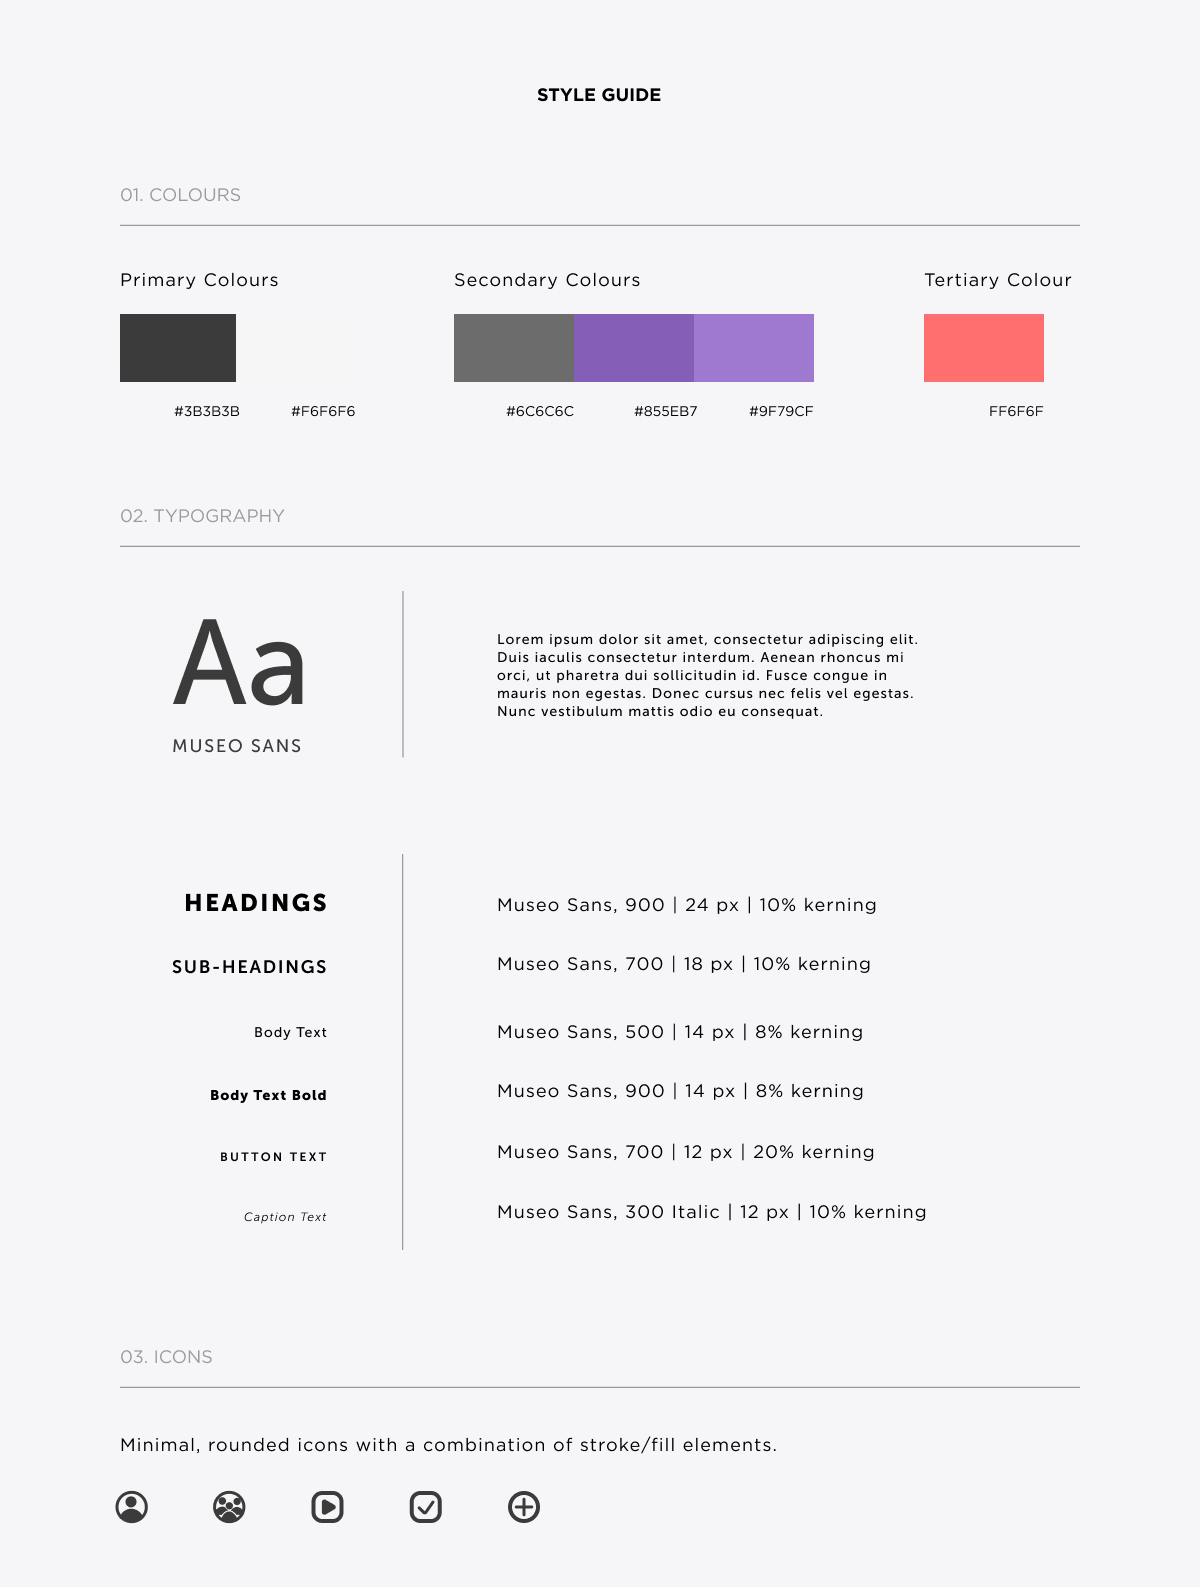 STYLE GUIDE
01. COLOURS
Primary Colours
Secondary Colours
Tertiary Colour
#3B3B3B
#F6F6F6
#6C6C6C
#855EB7
#9F79CF
FF6F6F
02. TYPOGRAPHY
Aa
MUSEO SANS
Lorem ipsum dolor sit amet, consectetur adipiscing elit.
Duis iaculis consectetur interdum. Aenean rhoncus mi
orci, ut pharetra dui sollicitudin id. Fusce congue in
mauris non egestas. Donec cursus nec felis vel egestas.
Nunc vestibulum mattis odio eu consequat.
HEADINGS
Museo Sans, 900 | 24 px | 10% kerning
SUB-HEADINGS
Museo Sans, 700 | 18 px | 10% kerning
Body Text
Museo Sans, 500 | 14 px | 8% kerning
Body Text Bold
Museo Sans, 900 | 14 px | 8% kerning
BUTTON TEXT
Museo Sans, 700 | 12 px | 20% kerning
Caption Text
Museo Sans, 300 Italic | 12 px | 10% kerning
03. ICONS
Minimal, rounded icons with a combination of stroke/fill elements.